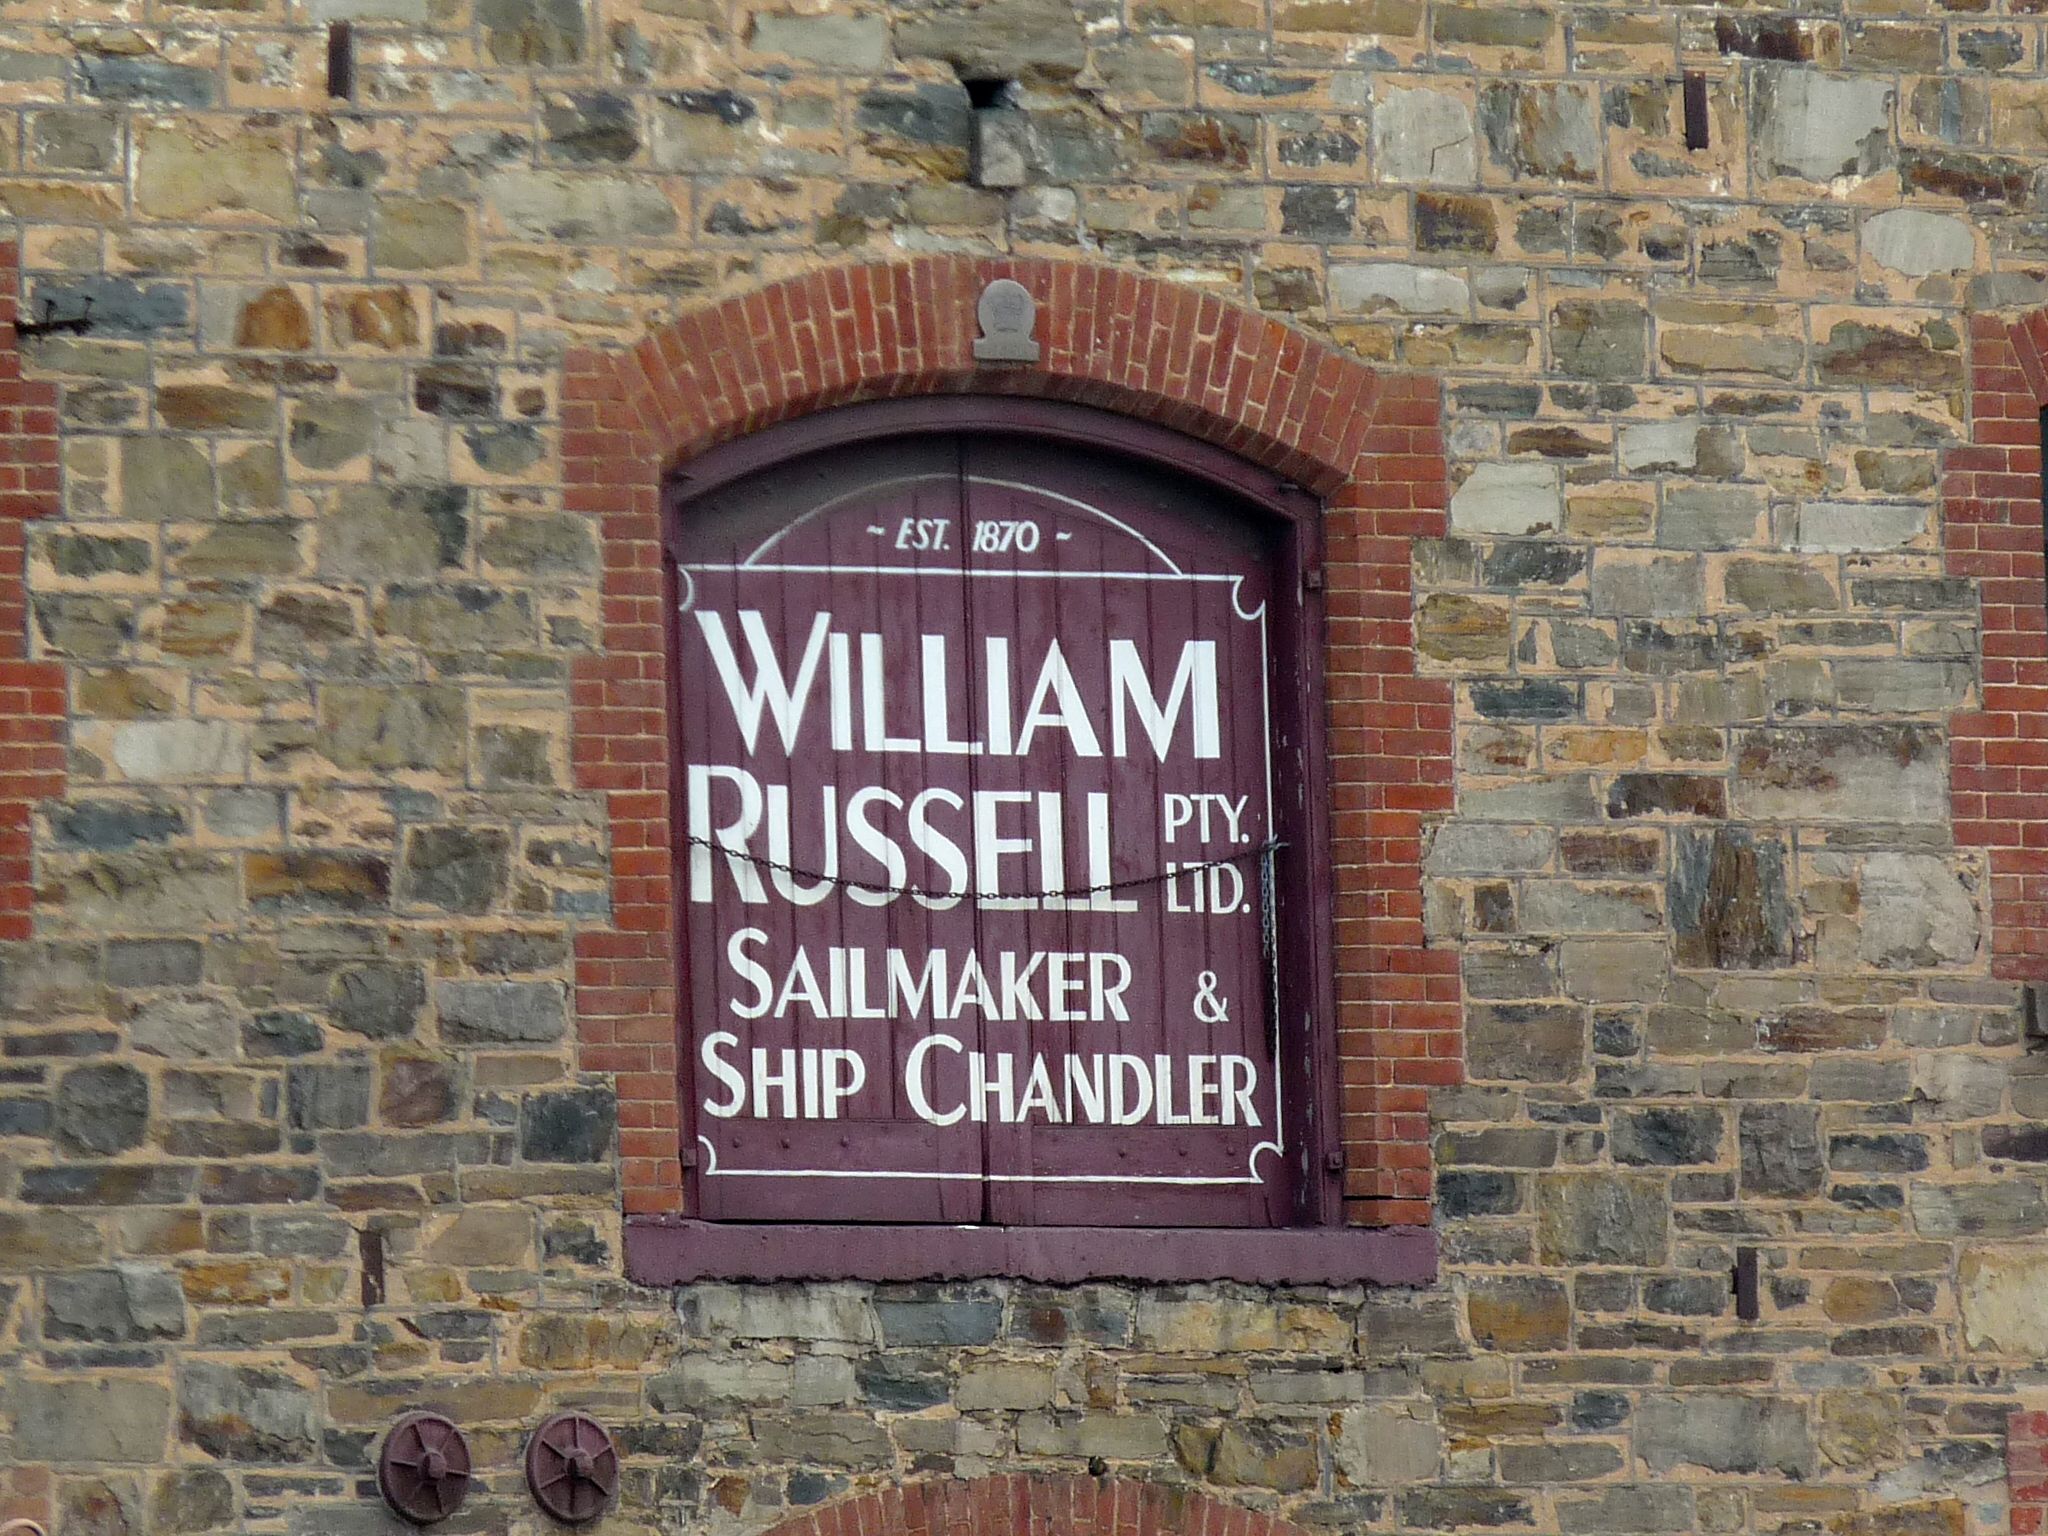 ~ EST. 1870 ~
WILLIAM
RUSSELL PTY. LTD.
SAILMAKER &
SHIP CHANDLER